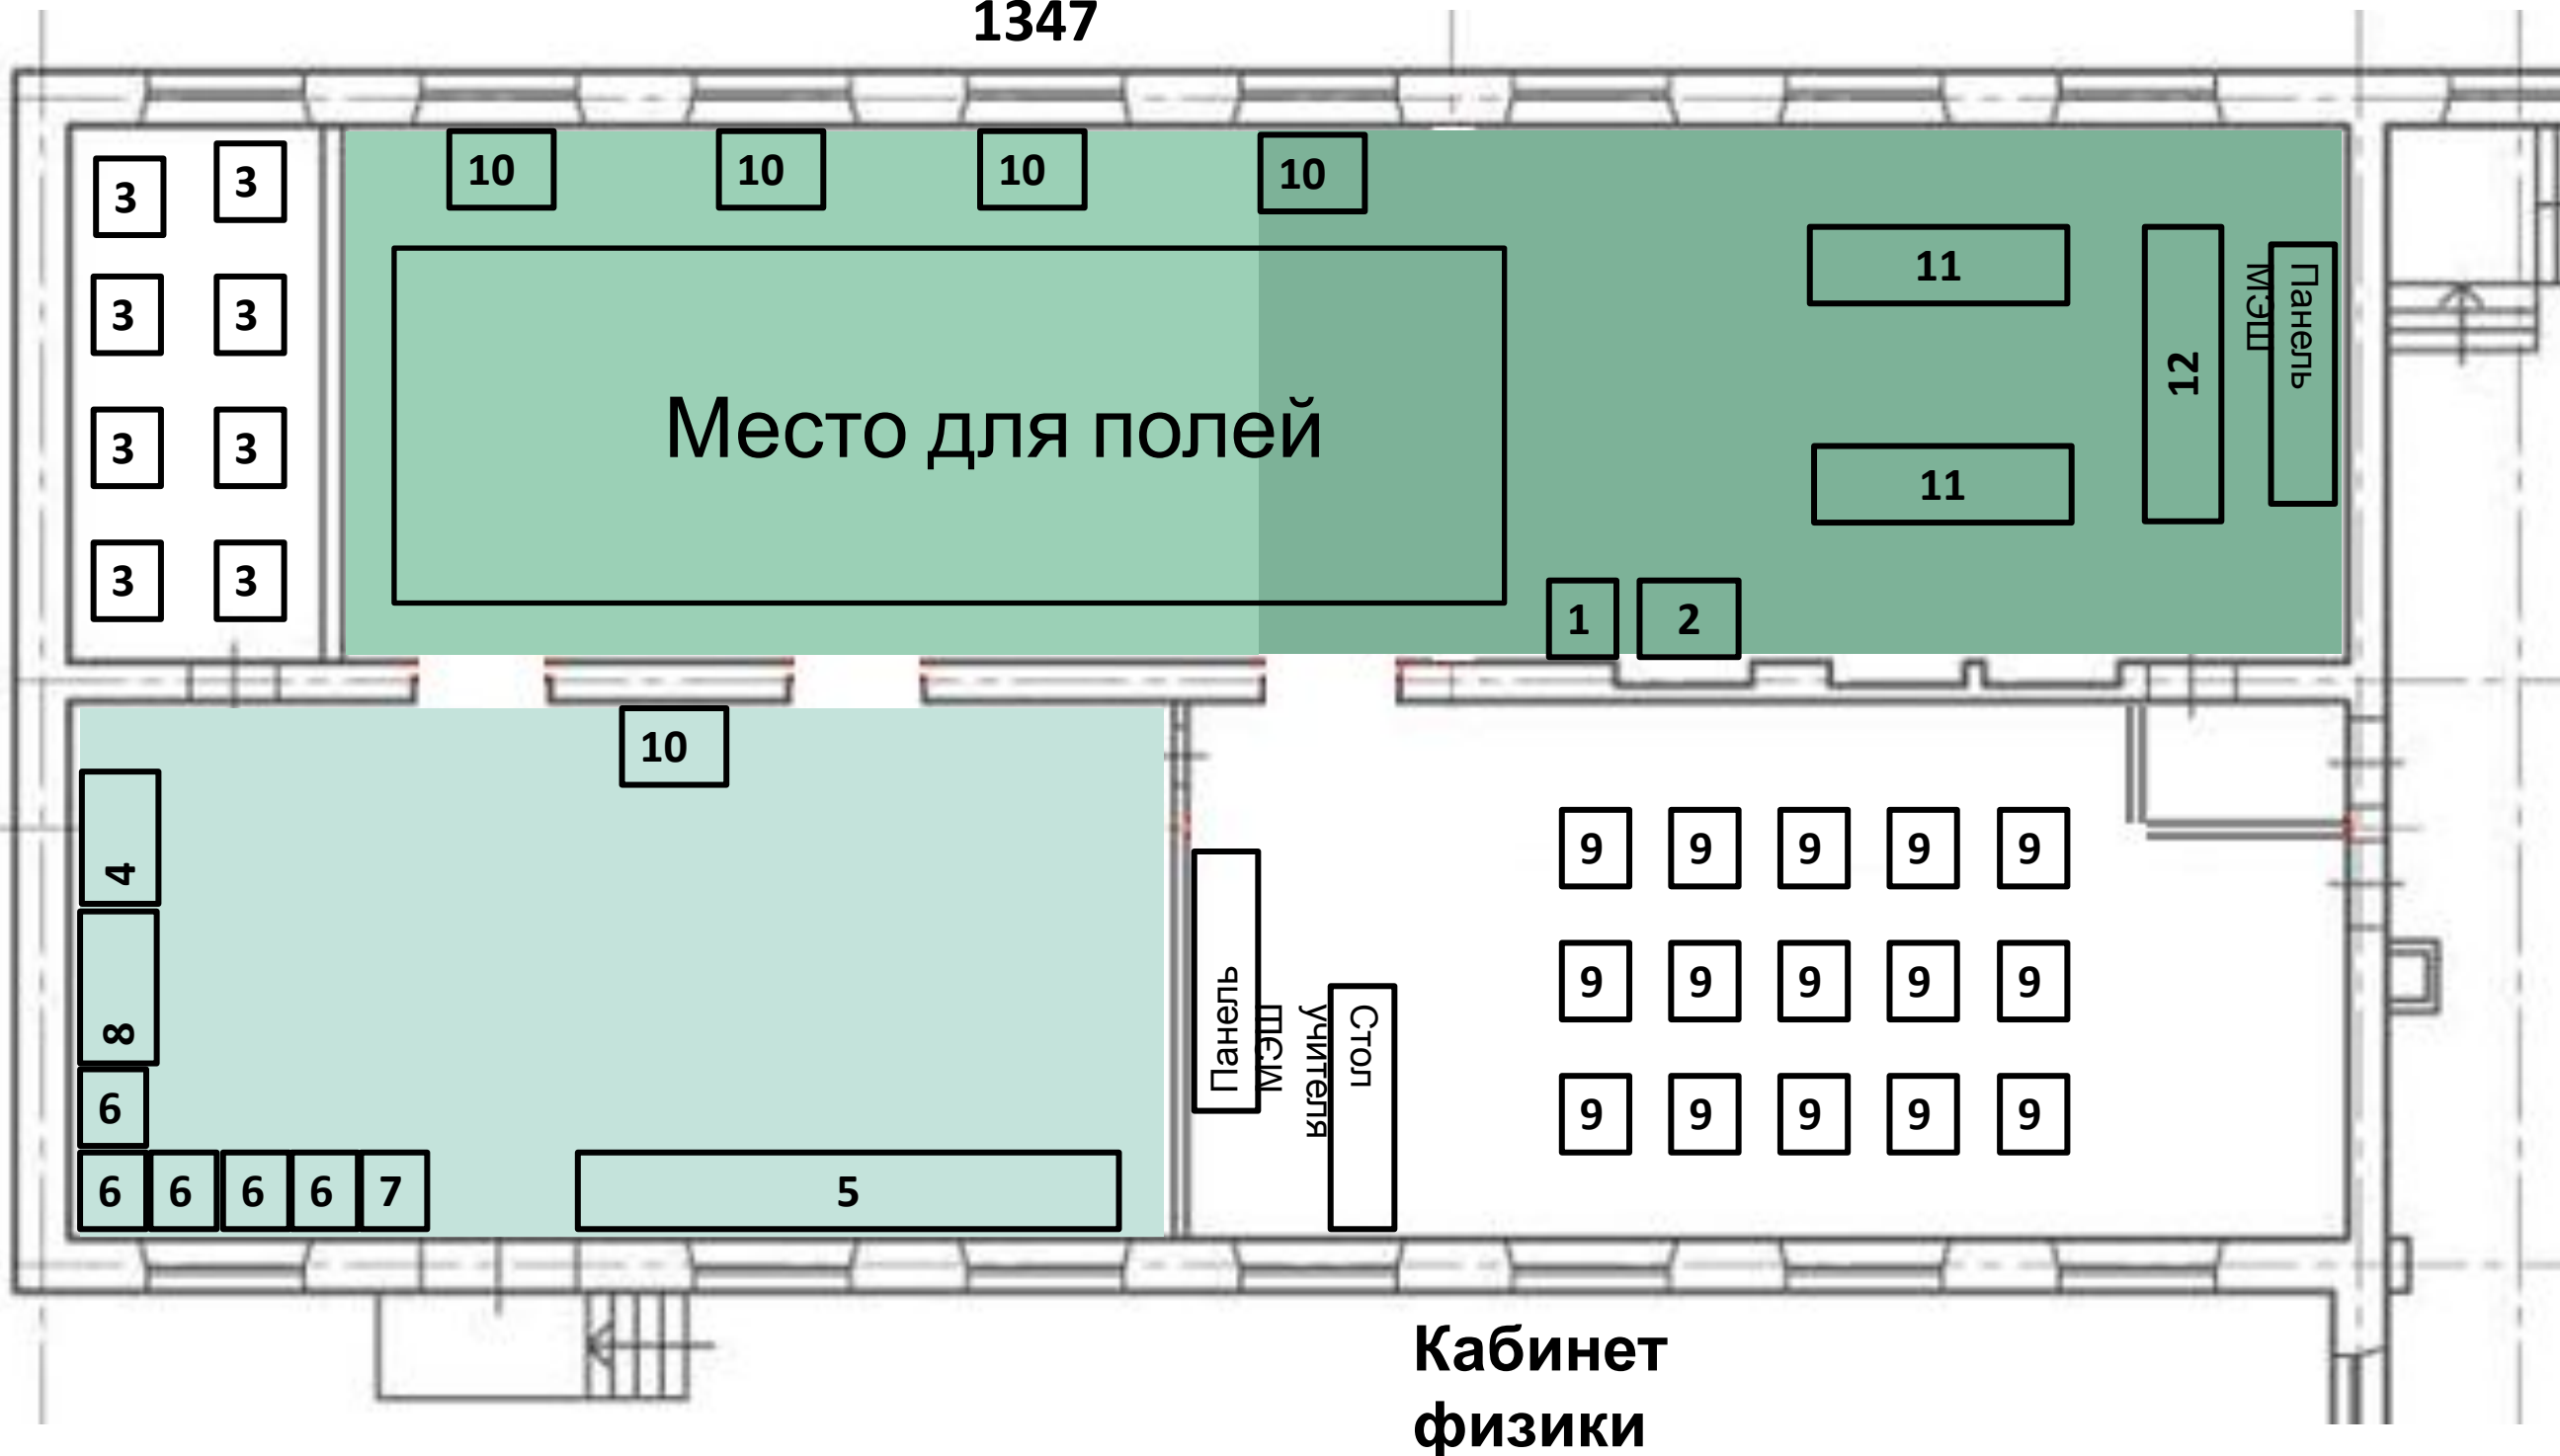 1347
3 3 10 10 10 10
3 3 11
Панель
МЭШ
12
3 3 Место для полей 11
3 3 1 2
10
4
8
6
6 6 6 6 7 5
Панель
МЭШ
Стол
учителя
9 9 9 9 9
9 9 9 9 9
9 9 9 9 9
Кабинет
физики